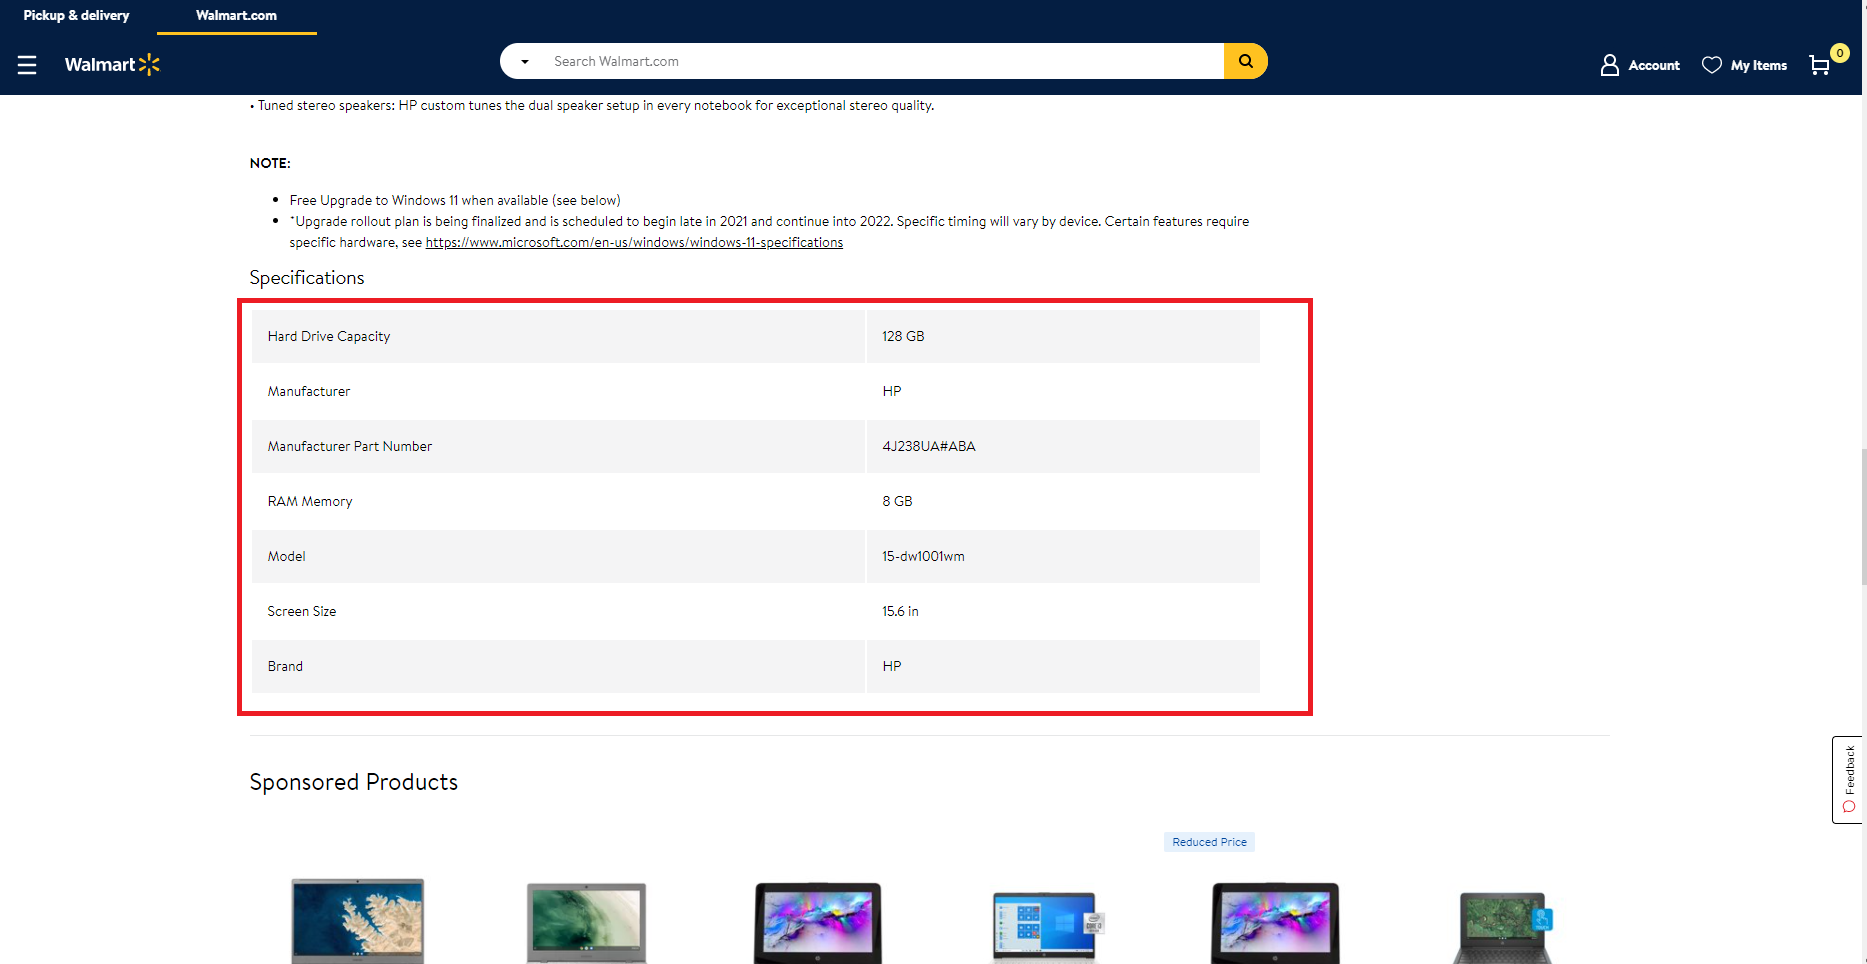 Pickup & delivery
Walmart.com
Walmart
Search Walmart.com
Account
My Items
0
• Tuned stereo speakers: HP custom tunes the dual speaker setup in every notebook for exceptional stereo quality.
NOTE:
• Free Upgrade to Windows 11 when available (see below)
• *Upgrade rollout plan is being finalized and is scheduled to begin late in 2021 and continue into 2022. Specific timing will vary by device. Certain features require
specific hardware, see https://www.microsoft.com/en-us/windows/windows-11-specifications
Specifications
Hard Drive Capacity 128 GB
Manufacturer HP
Manufacturer Part Number 4J238UA#ABA
RAM Memory 8 GB
Model 15-dw1001wm
Screen Size 15.6 in
Brand HP
Feedback
Sponsored Products
Reduced Price